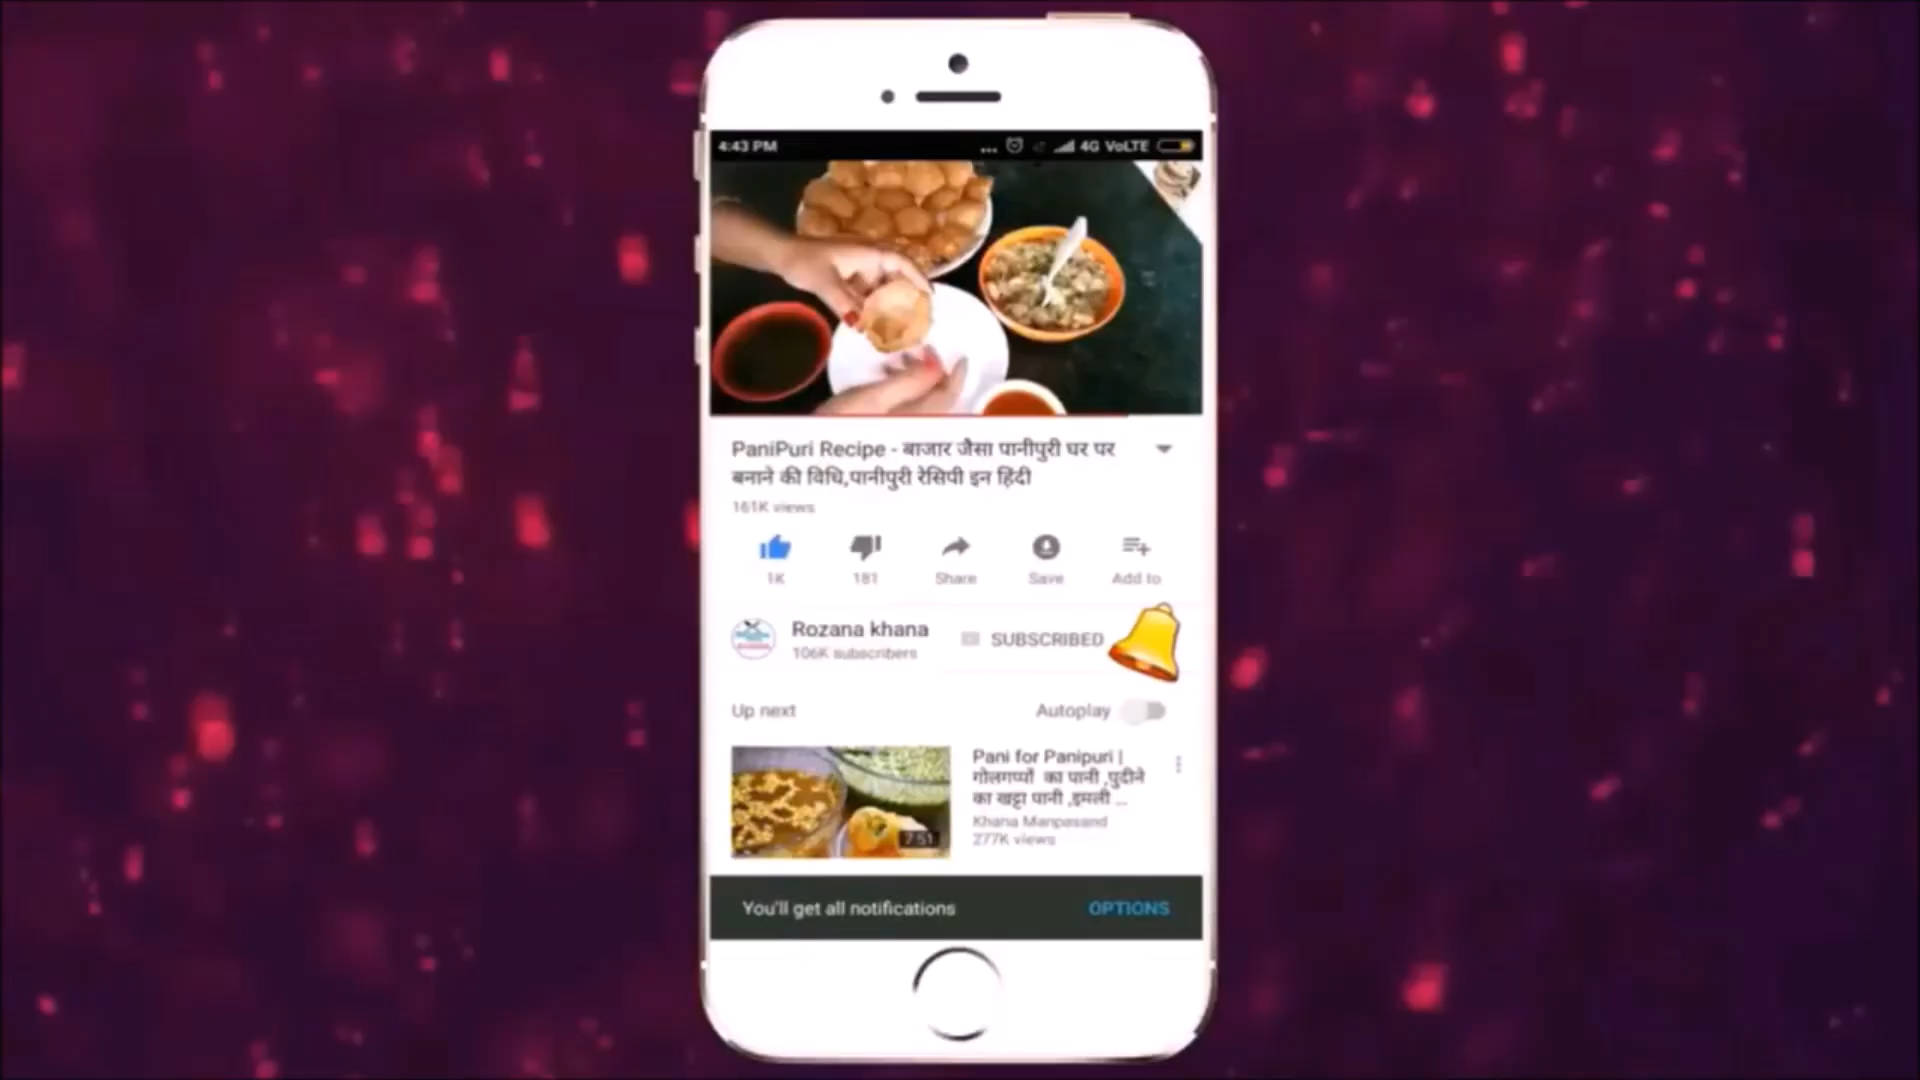 4:43 PM
4G VoLTE
PaniPuri Recipe - बाजार जैसा पानीपुरी घर पर
बनाने की विधि,पानीपुरी रेसिपी इन हिंदी
161K views
1K
181
Share
Save
Add to
Rozana khana
106K subscribers
SUBSCRIBED
Up next
Autoplay
7:51
Pani for Panipuri |
गोलगप्पों का पानी ,पुदीने
का खट्टा पानी ,इमली ...
Khana Manpasand
277K views
You'll get all notifications
OPTIONS